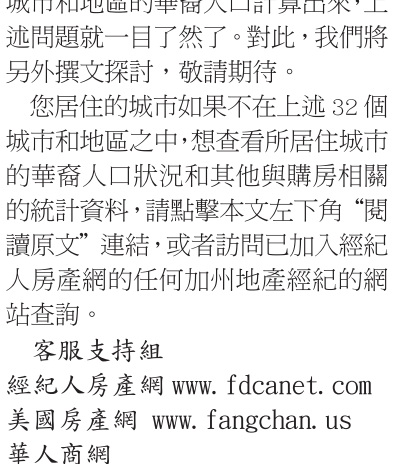 城市和地區的華裔人口計算出來，上
述問題就一目了然了。對此，我們將
另外撰文探討，敬請期待。
您居住的城市如果不在上述 32 個
城市和地區之中，想查看所居住城市
的華裔人口狀況和其他與購房相關
的統計資料，請點擊本文左下角“閱
讀原文”連結，或者訪問已加入經紀
人房產網的任何加州地產經紀的網
站查詢。
客服支持組
經紀人房產網 www. fdcanet. com
美國房產網 www. fangchan. us
華人商網